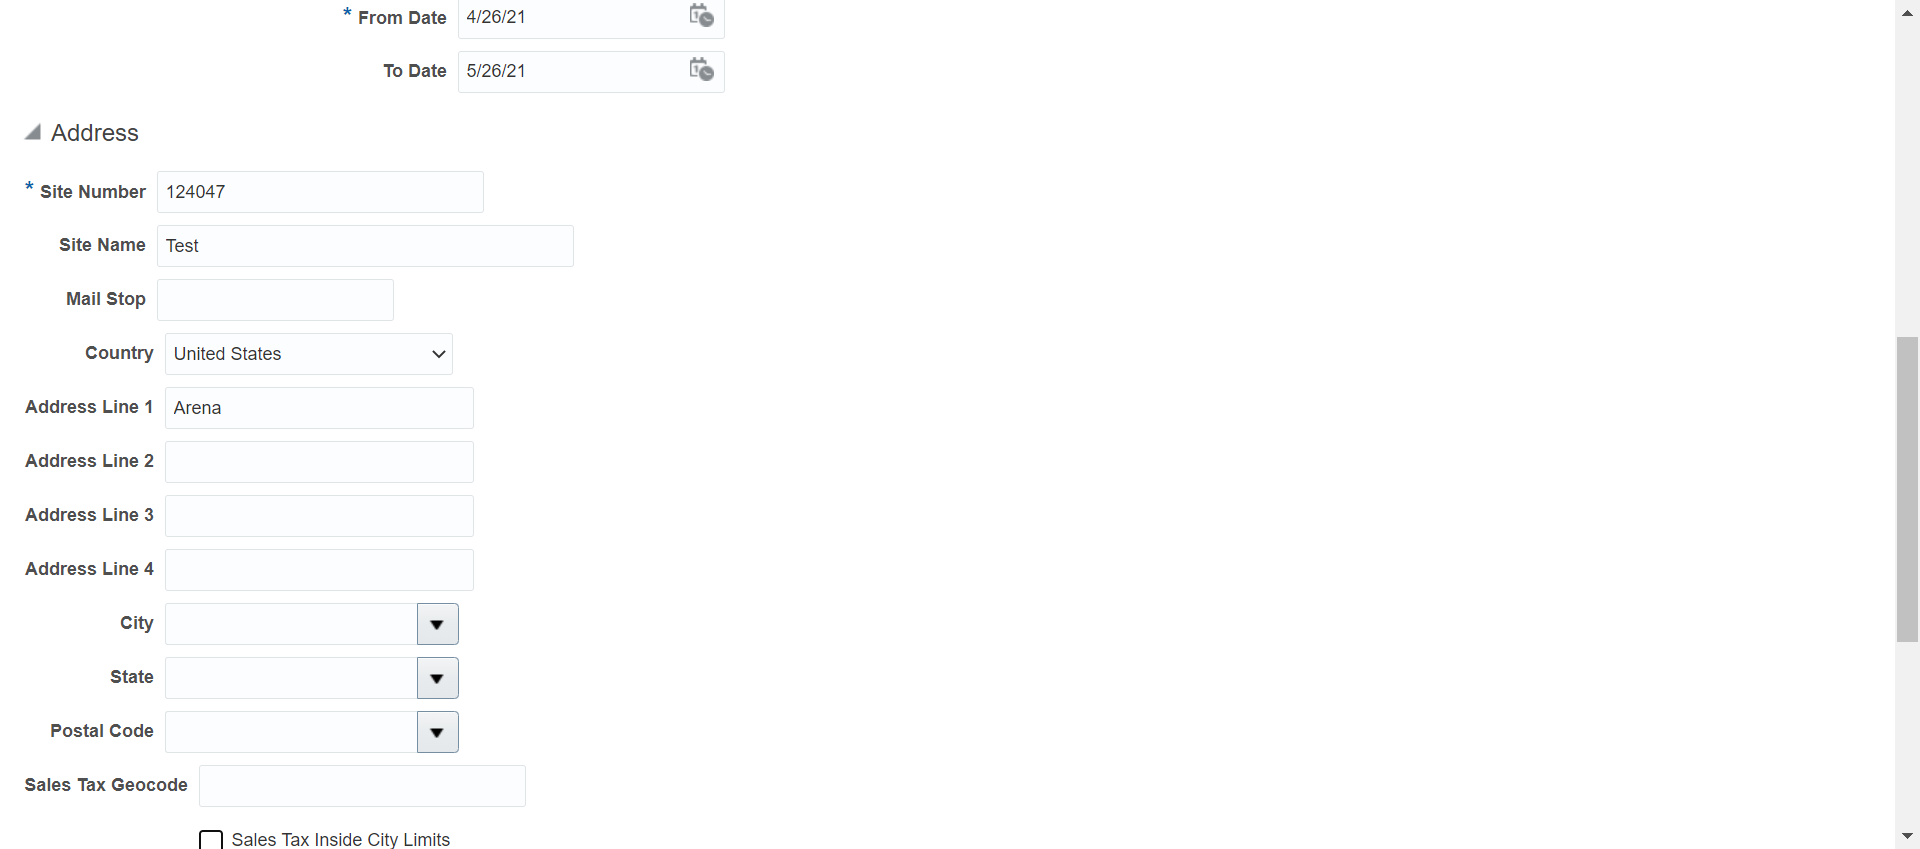 * From Date 4/26/21
To Date 5/26/21
Address
* Site Number 124047
Site Name Test
Mail Stop
Country United States
Address Line 1 Arena
Address Line 2
Address Line 3
Address Line 4
City
State
Postal Code
Sales Tax Geocode
Sales Tax Inside City Limits